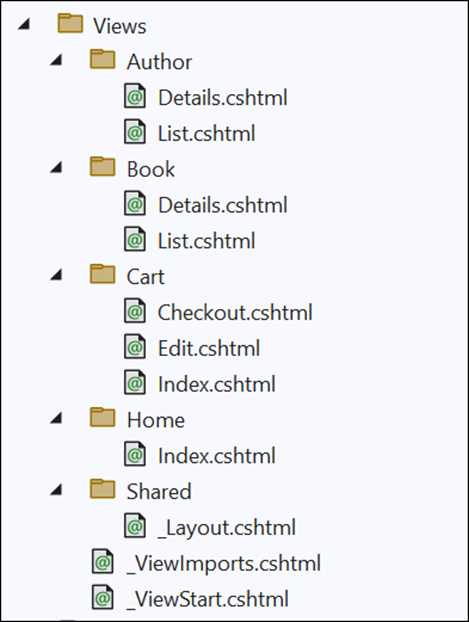 Views
Author
Details.cshtml
List.cshtml
Book
Details.cshtml
List.cshtml
Cart
Checkout.cshtml
Edit.cshtml
Index.cshtml
Home
Index.cshtml
Shared
_Layout.cshtml
_ViewImports.cshtml
_ViewStart.cshtml